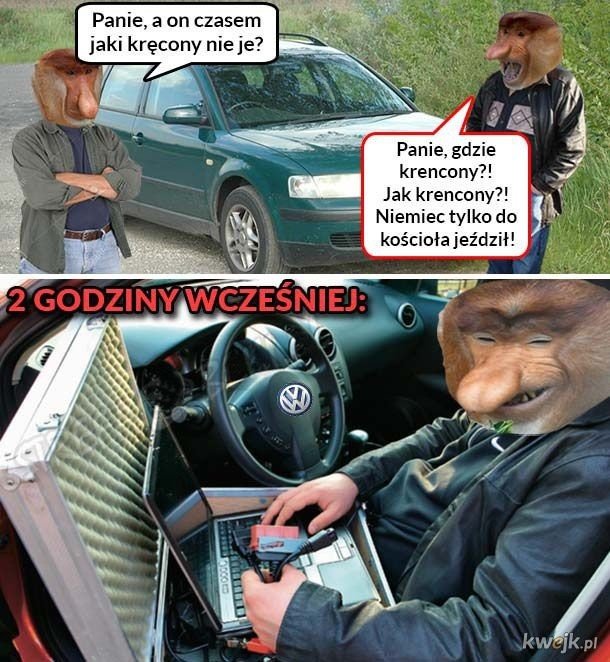 Panie, a on czasem
jaki kręcony nie je?
Panie, gdzie
krencony?!
Jak krencony?!
Niemiec tylko do
kościoła jeździł!
2 GODZINY WCZEŚNIEJ:
VW
kwejk.pl